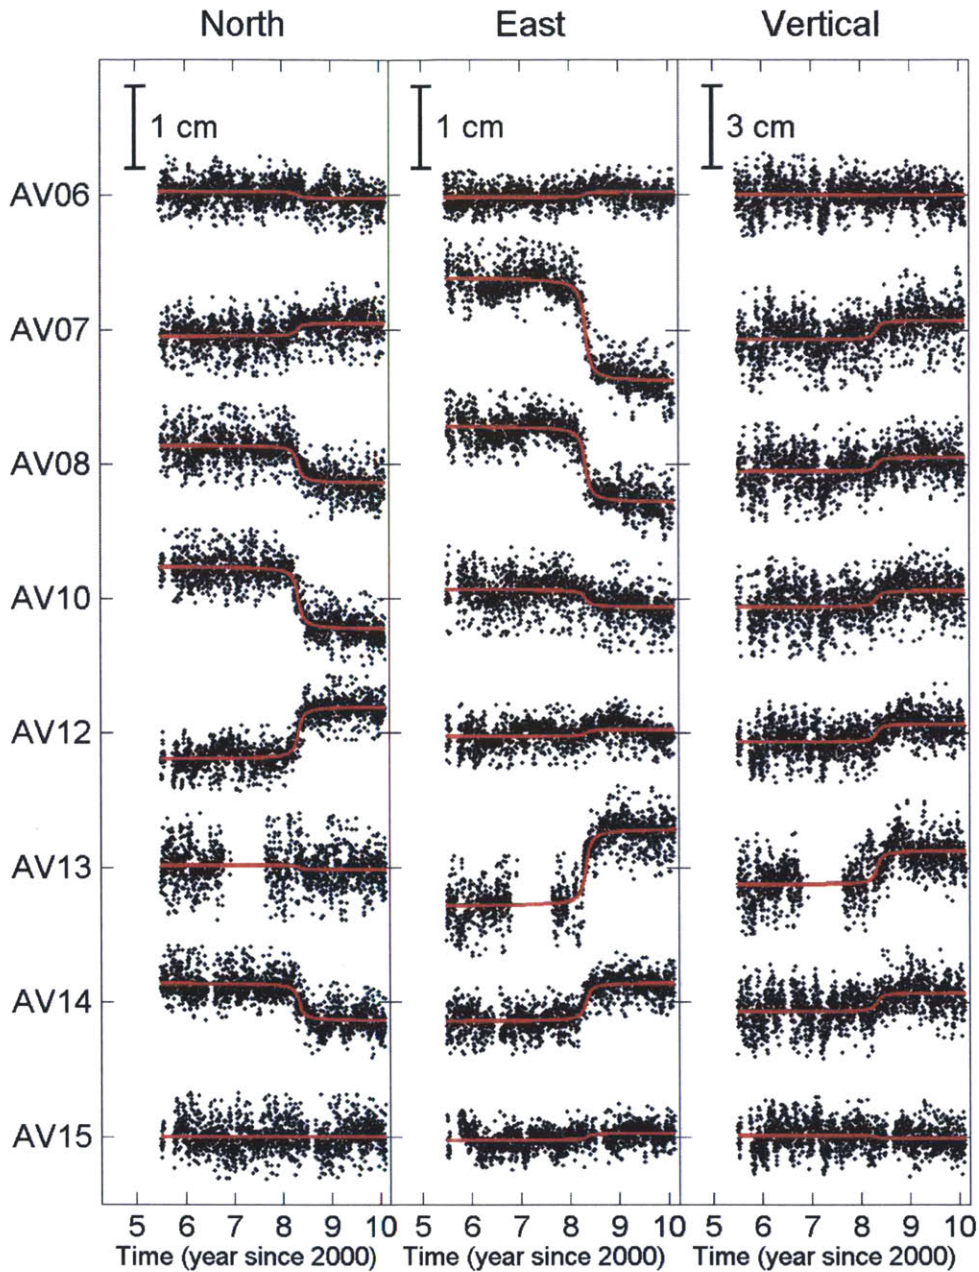 North East Vertical
1 cm 1 cm 3 cm
AV06
AV07
AV08
AV10
AV12
AV13
AV14
AV15
5 6 7 8 9 10 5 6 7 8 9 10 5 6 7 8 9 10
Time (year since 2000) Time (year since 2000) Time (year since 2000)